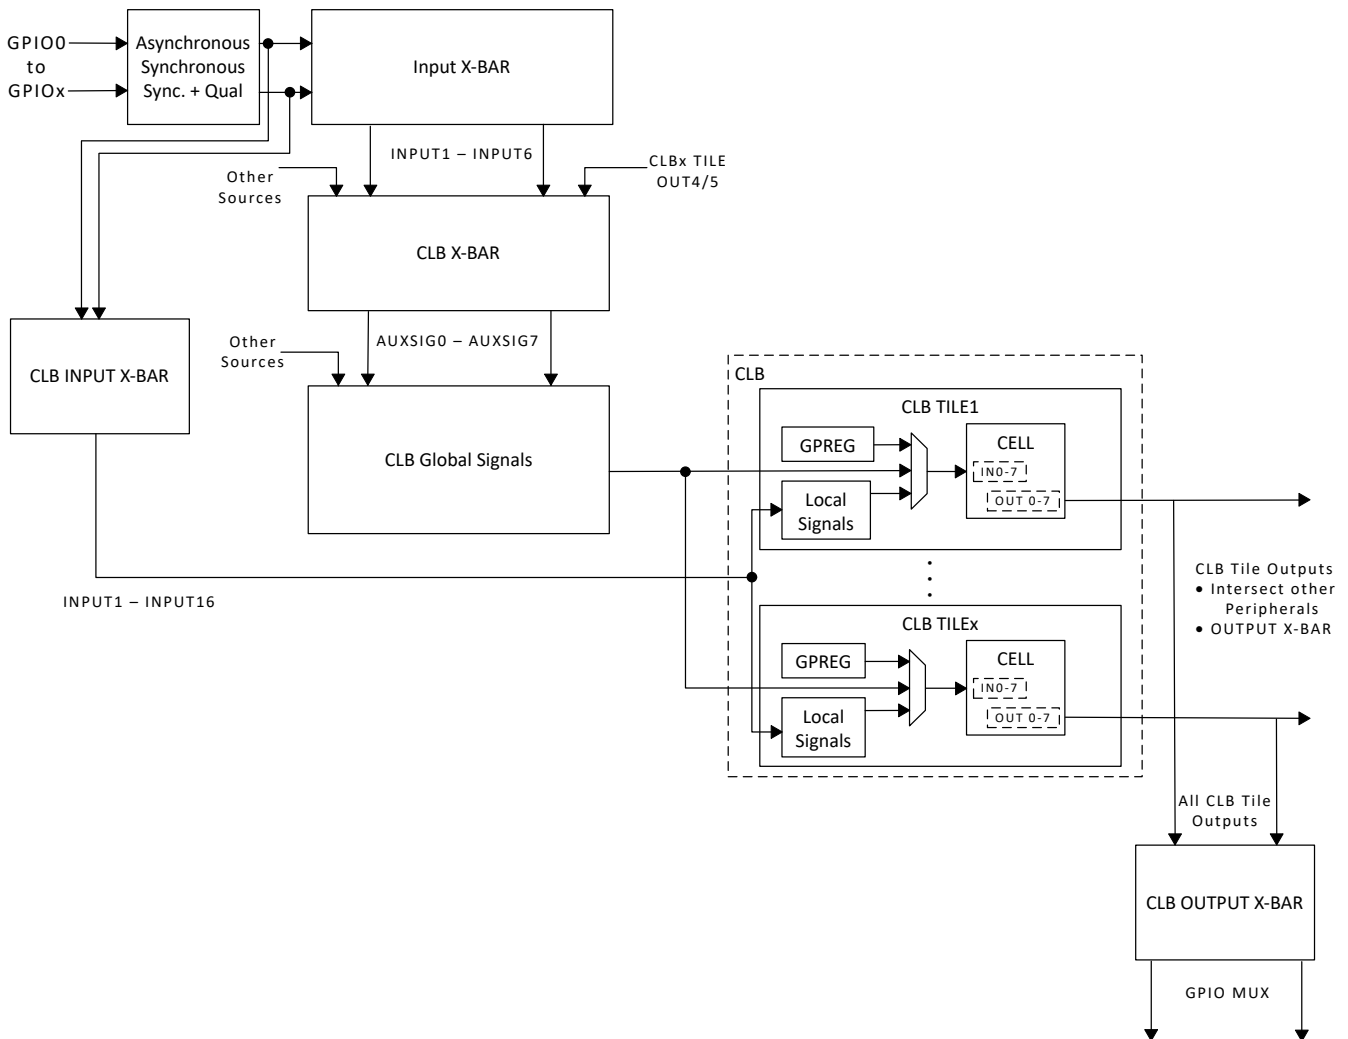 GPIO0
to
GPIOx
Asynchronous
Synchronous
Sync. + Qual
Input X-BAR
INPUT1 – INPUT6
Other
Sources
CLBx TILE
OUT4/5
CLB X-BAR
AUXSIG0 – AUXSIG7
Other
Sources
CLB INPUT X-BAR
CLB Global Signals
INPUT1 – INPUT16
CLB
CLB TILE1
GPREG
Local
Signals
CELL
IN0-7
OUT 0-7
CLB TILEx
GPREG
Local
Signals
CELL
IN0-7
OUT 0-7
CLB Tile Outputs
• Intersect other
Peripherals
• OUTPUT X-BAR
All CLB Tile
Outputs
CLB OUTPUT X-BAR
GPIO MUX